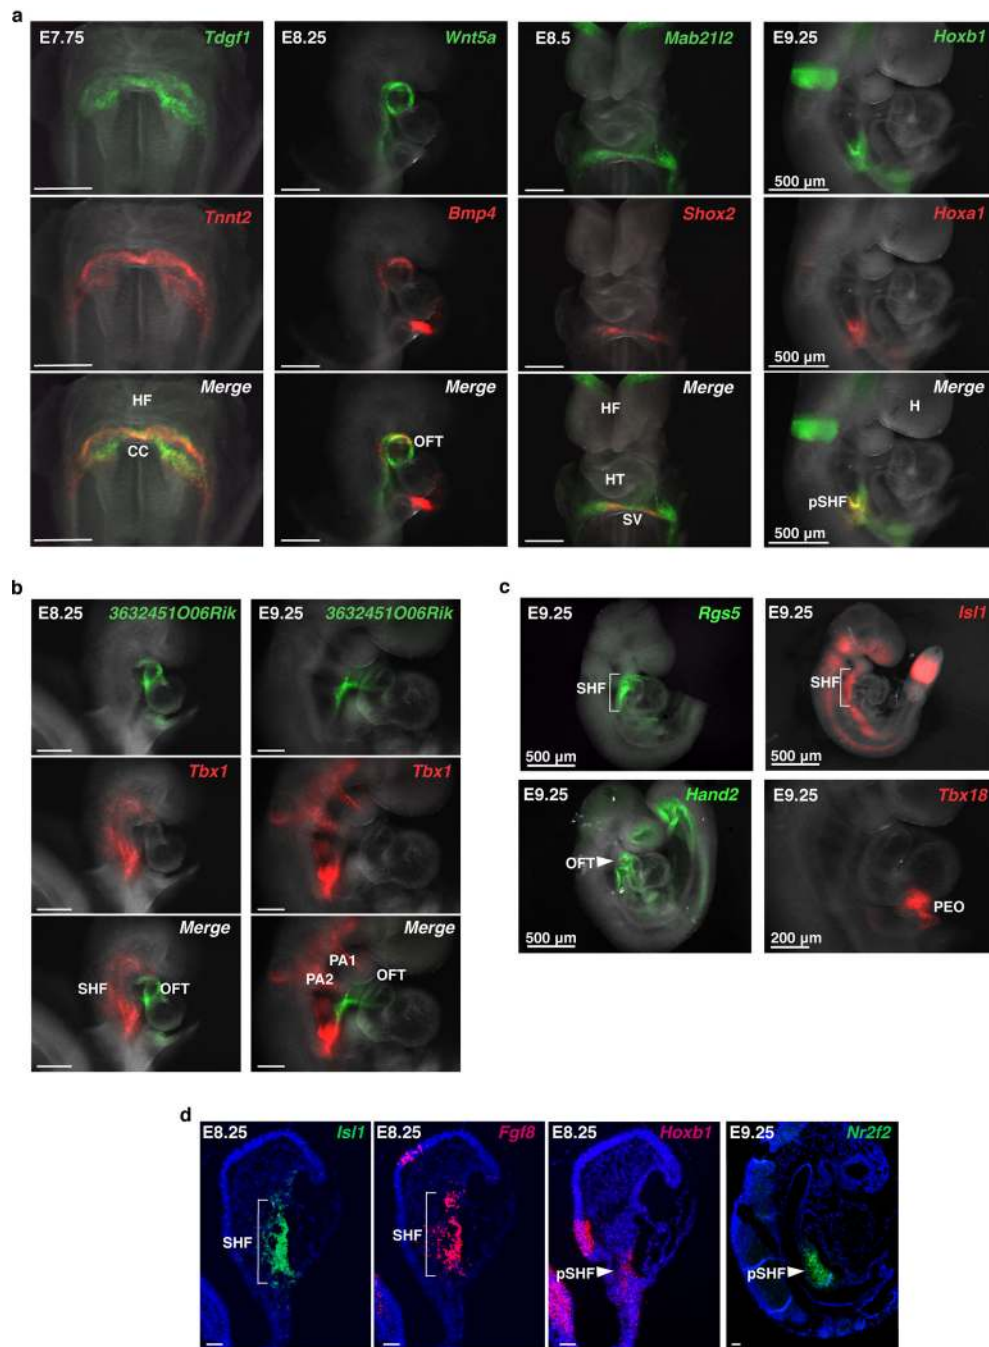 a
E7.75 Tdgf1 E8.25 Wnt5a E8.5 Mab21l2 E9.25 Hoxb1
500 µm
Tnnt2 Bmp4 Shox2 Hoxa1
500 µm
Merge Merge Merge Merge
HF HF H
CC OFT HT pSHF
SV
500 µm
b
E8.25 3632451O06Rik E9.25 3632451O06Rik
Tbx1 Tbx1
Merge Merge
SHF OFT PA1 PA2 OFT
c
E9.25 Rgs5 E9.25 Isl1
SHF SHF
500 µm 500 µm
E9.25 Hand2 E9.25 Tbx18
OFT PEO
500 µm 200 µm
d
E8.25 Isl1 E8.25 Fgf8 E8.25 Hoxb1 E9.25 Nr2f2
SHF SHF pSHF pSHF